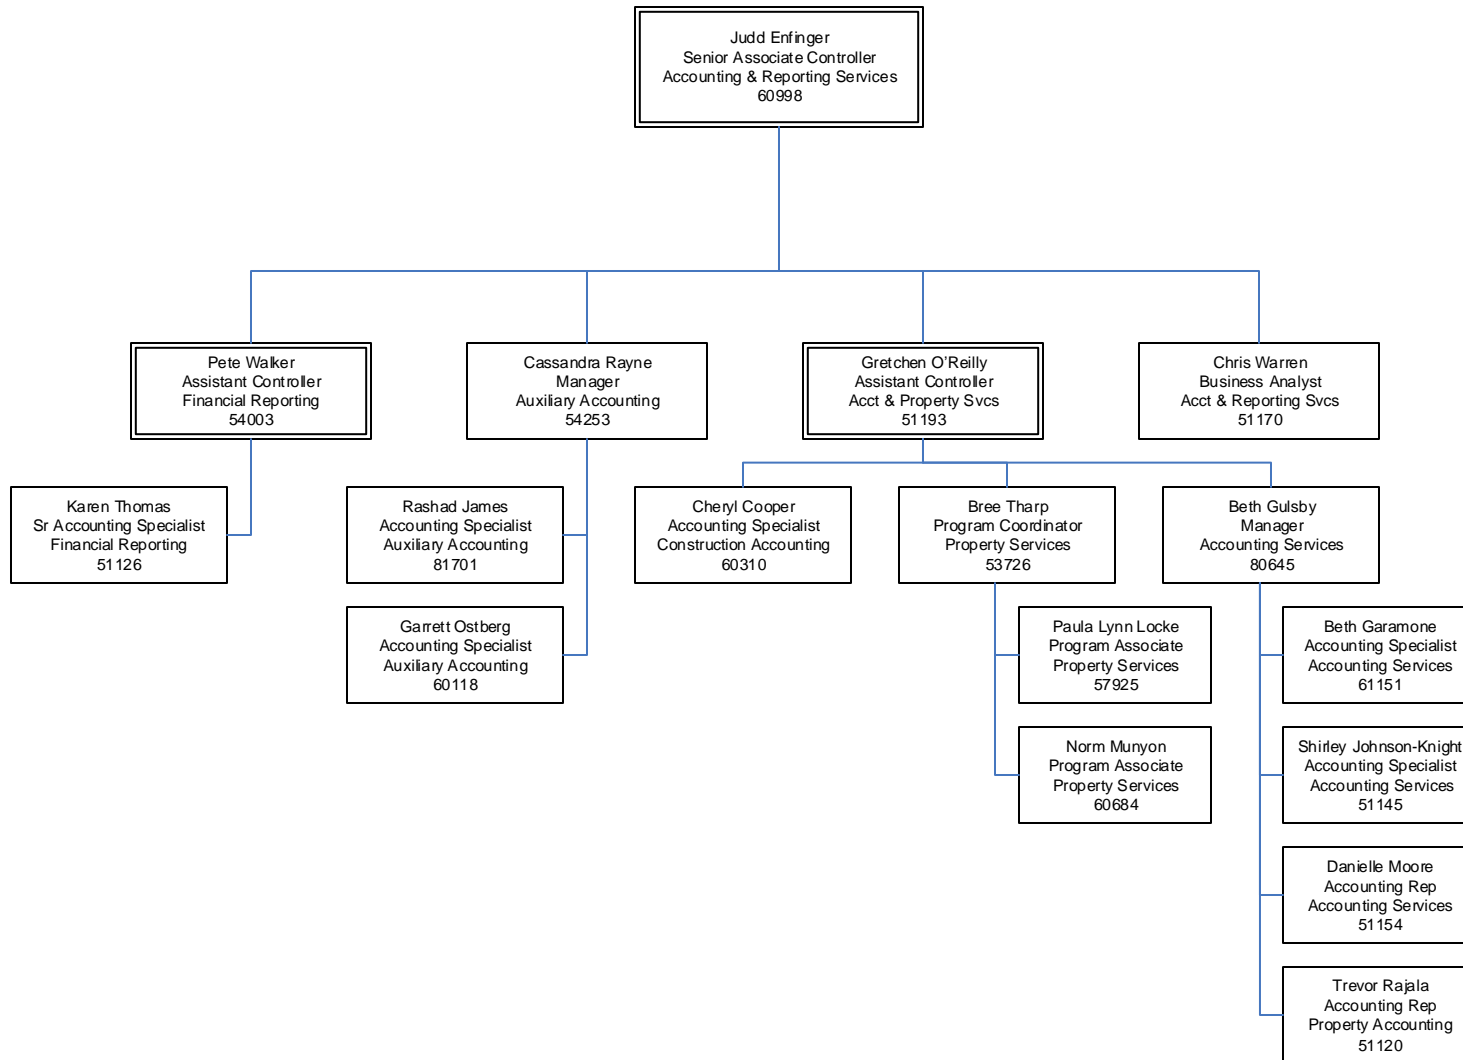 Judd Enfinger
Senior Associate Controller
Accounting & Reporting Services
60998
Pete Walker
Assistant Controller
Financial Reporting
54003
Cassandra Rayne
Manager
Auxiliary Accounting
54253
Gretchen O'Reilly
Assistant Controller
Acct & Property Svcs
51193
Chris Warren
Business Analyst
Acct & Reporting Svcs
51170
Karen Thomas
Sr Accounting Specialist
Financial Reporting
51126
Rashad James
Accounting Specialist
Auxiliary Accounting
81701
Cheryl Cooper
Accounting Specialist
Construction Accounting
60310
Bree Tharp
Program Coordinator
Property Services
53726
Beth Gulsby
Manager
Accounting Services
80645
Garrett Ostberg
Accounting Specialist
Auxiliary Accounting
60118
Paula Lynn Locke
Program Associate
Property Services
57925
Beth Garamone
Accounting Specialist
Accounting Services
61151
Norm Munyon
Program Associate
Property Services
60684
Shirley Johnson-Knight
Accounting Specialist
Accounting Services
51145
Danielle Moore
Accounting Rep
Accounting Services
51154
Trevor Rajala
Accounting Rep
Property Accounting
51120